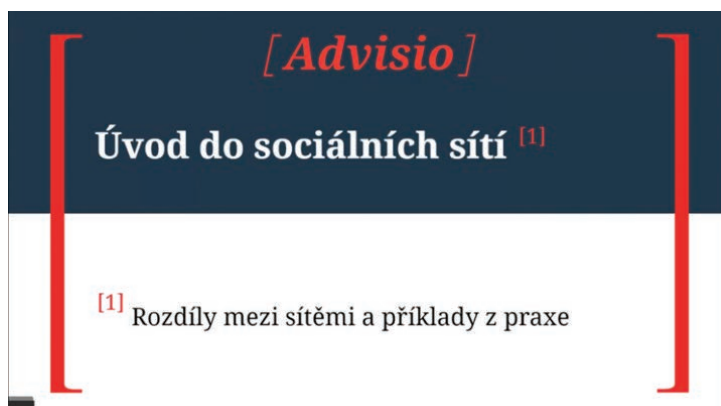 [Advisio]
Úvod do sociálních sítí [1]
[1] Rozdíly mezi sítěmi a příklady z praxe